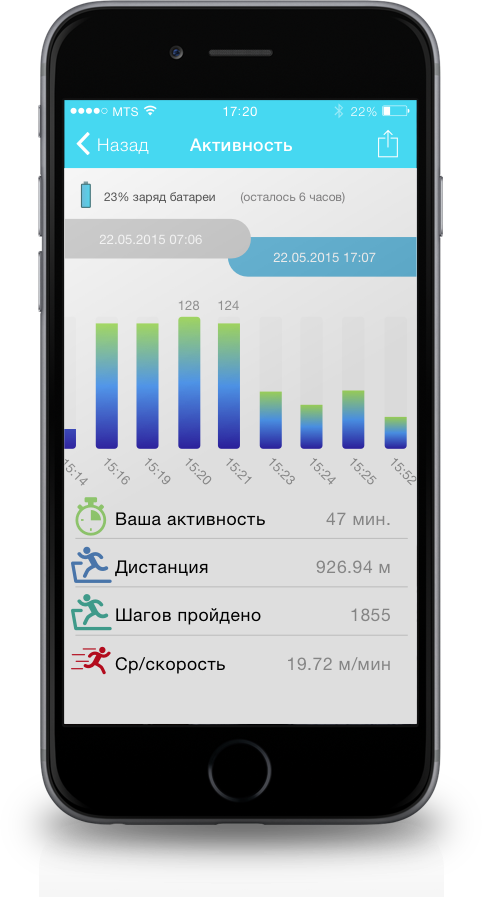 MTS 17:20 22%
Назад Активность
23% заряд батареи (осталось 6 часов)
22.05.2015 07:06
22.05.2015 17:07
128 124
15:14 15:16 15:19 15:20 15:21 15:23 15:24 15:25 15:52
Ваша активность 47 мин.
Дистанция 926.94 м
Шагов пройдено 1855
Ср/скорость 19.72 м/мин